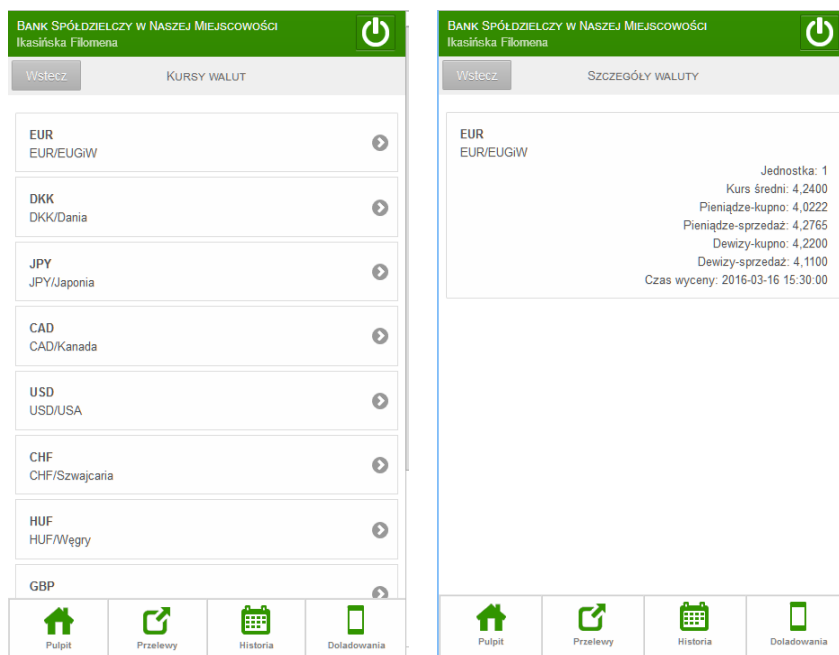 BANK SPÓŁDZIELCZY W NASZEJ MIEJSCOWOŚCI
Ikasińska Filomena
Wstecz
KURSY WALUT
EUR
EUR/EUGiW
DKK
DKK/Dania
JPY
JPY/Japonia
CAD
CAD/Kanada
USD
USD/USA
CHF
CHF/Szwajcaria
HUF
HUF/Węgry
GBP
Pulpit
Przelewy
Historia
Doladowania
BANK SPÓŁDZIELCZY W NASZEJ MIEJSCOWOŚCI
Ikasińska Filomena
Wstecz
SZCZEGÓŁY WALUTY
EUR
EUR/EUGiW
Jednostka: 1
Kurs średni: 4,2400
Pieniądze-kupno: 4,0222
Pieniądze-sprzedaż: 4,2765
Dewizy-kupno: 4,2200
Dewizy-sprzedaż: 4,1100
Czas wyceny: 2016-03-16 15:30:00
Pulpit
Przelewy
Historia
Doladowania